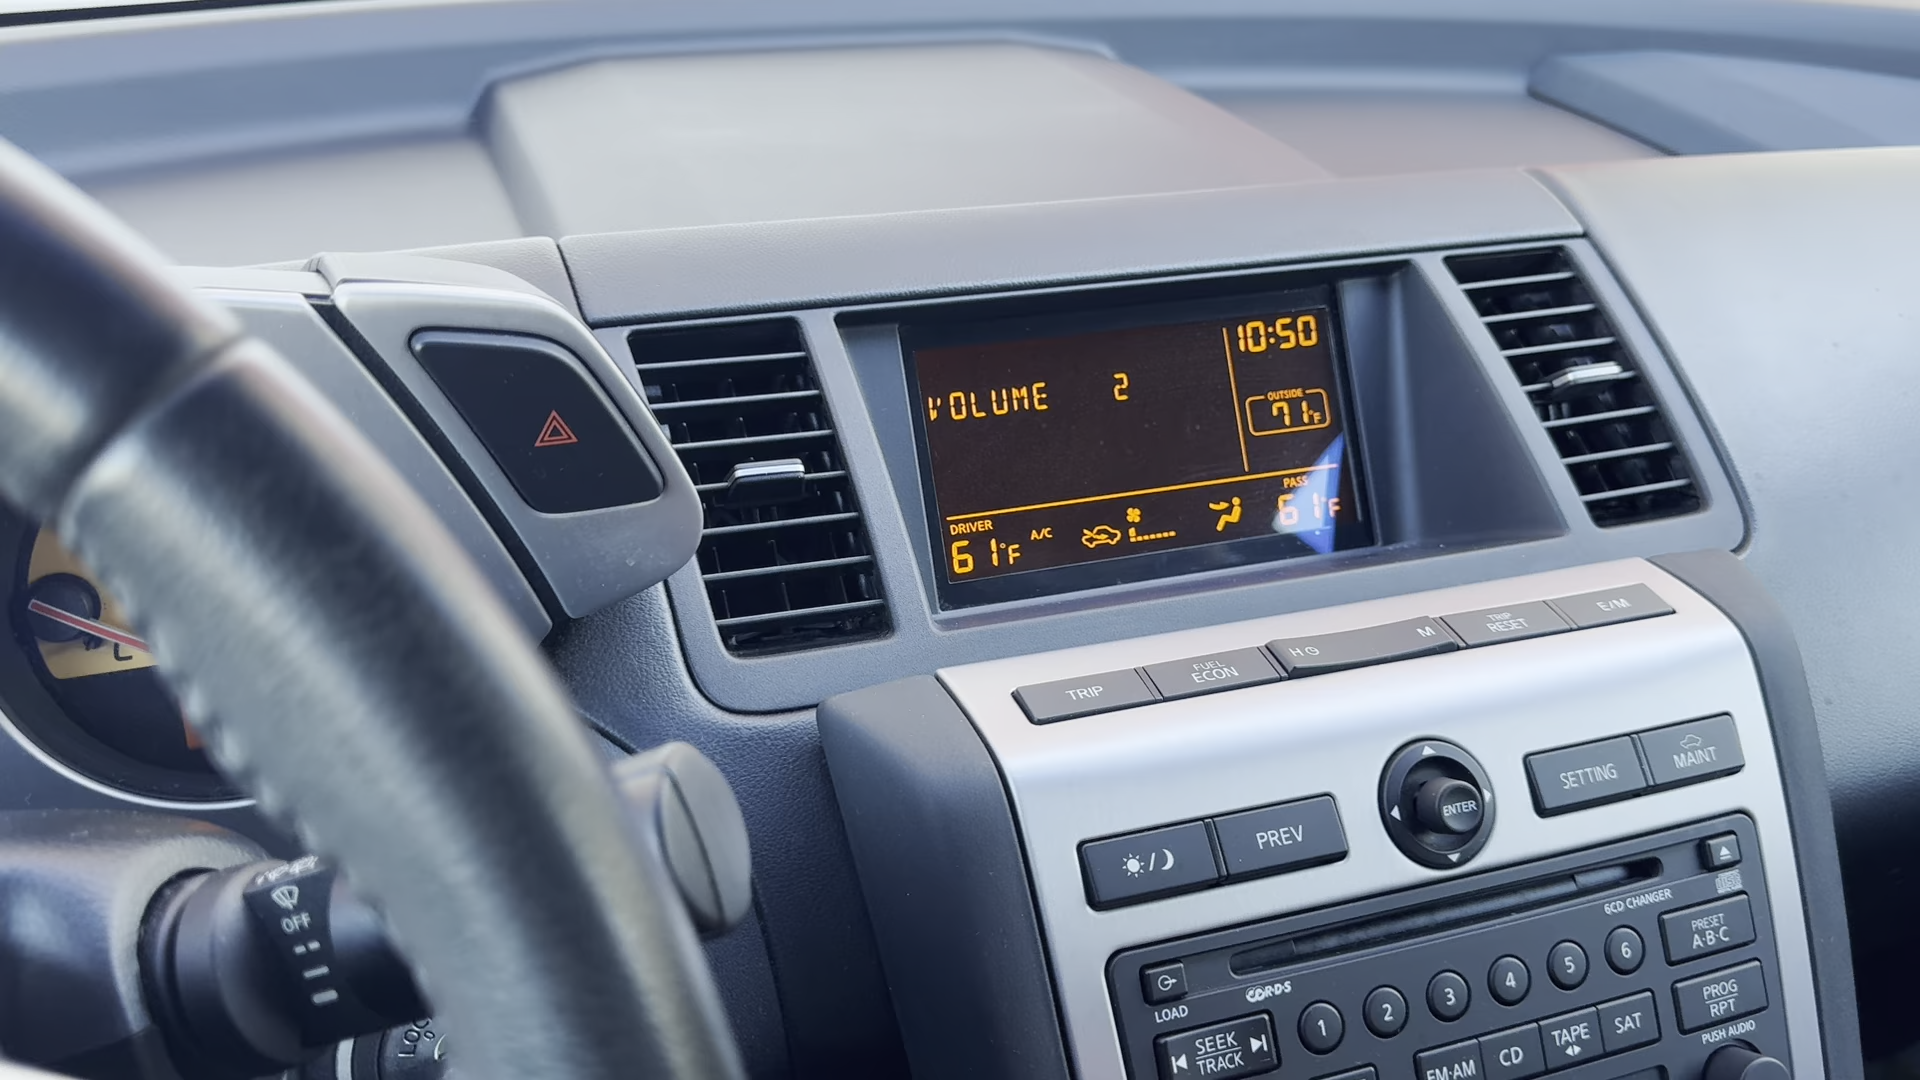 10:50
VOLUME 2
OUTSIDE
71°F
PASS
61°F
DRIVER
61°F
A/C
TRIP
FUEL
ECON
H
M
TRIP
RESET
E/M
PREV
ENTER
SETTING
MAINT
6CD CHANGER
PRESET
A·B·C
LOAD
R·D·S
1
2
3
4
5
6
PROG
RPT
SEEK
TRACK
FM·AM
CD
TAPE
SAT
PUSH AUDIO
OFF